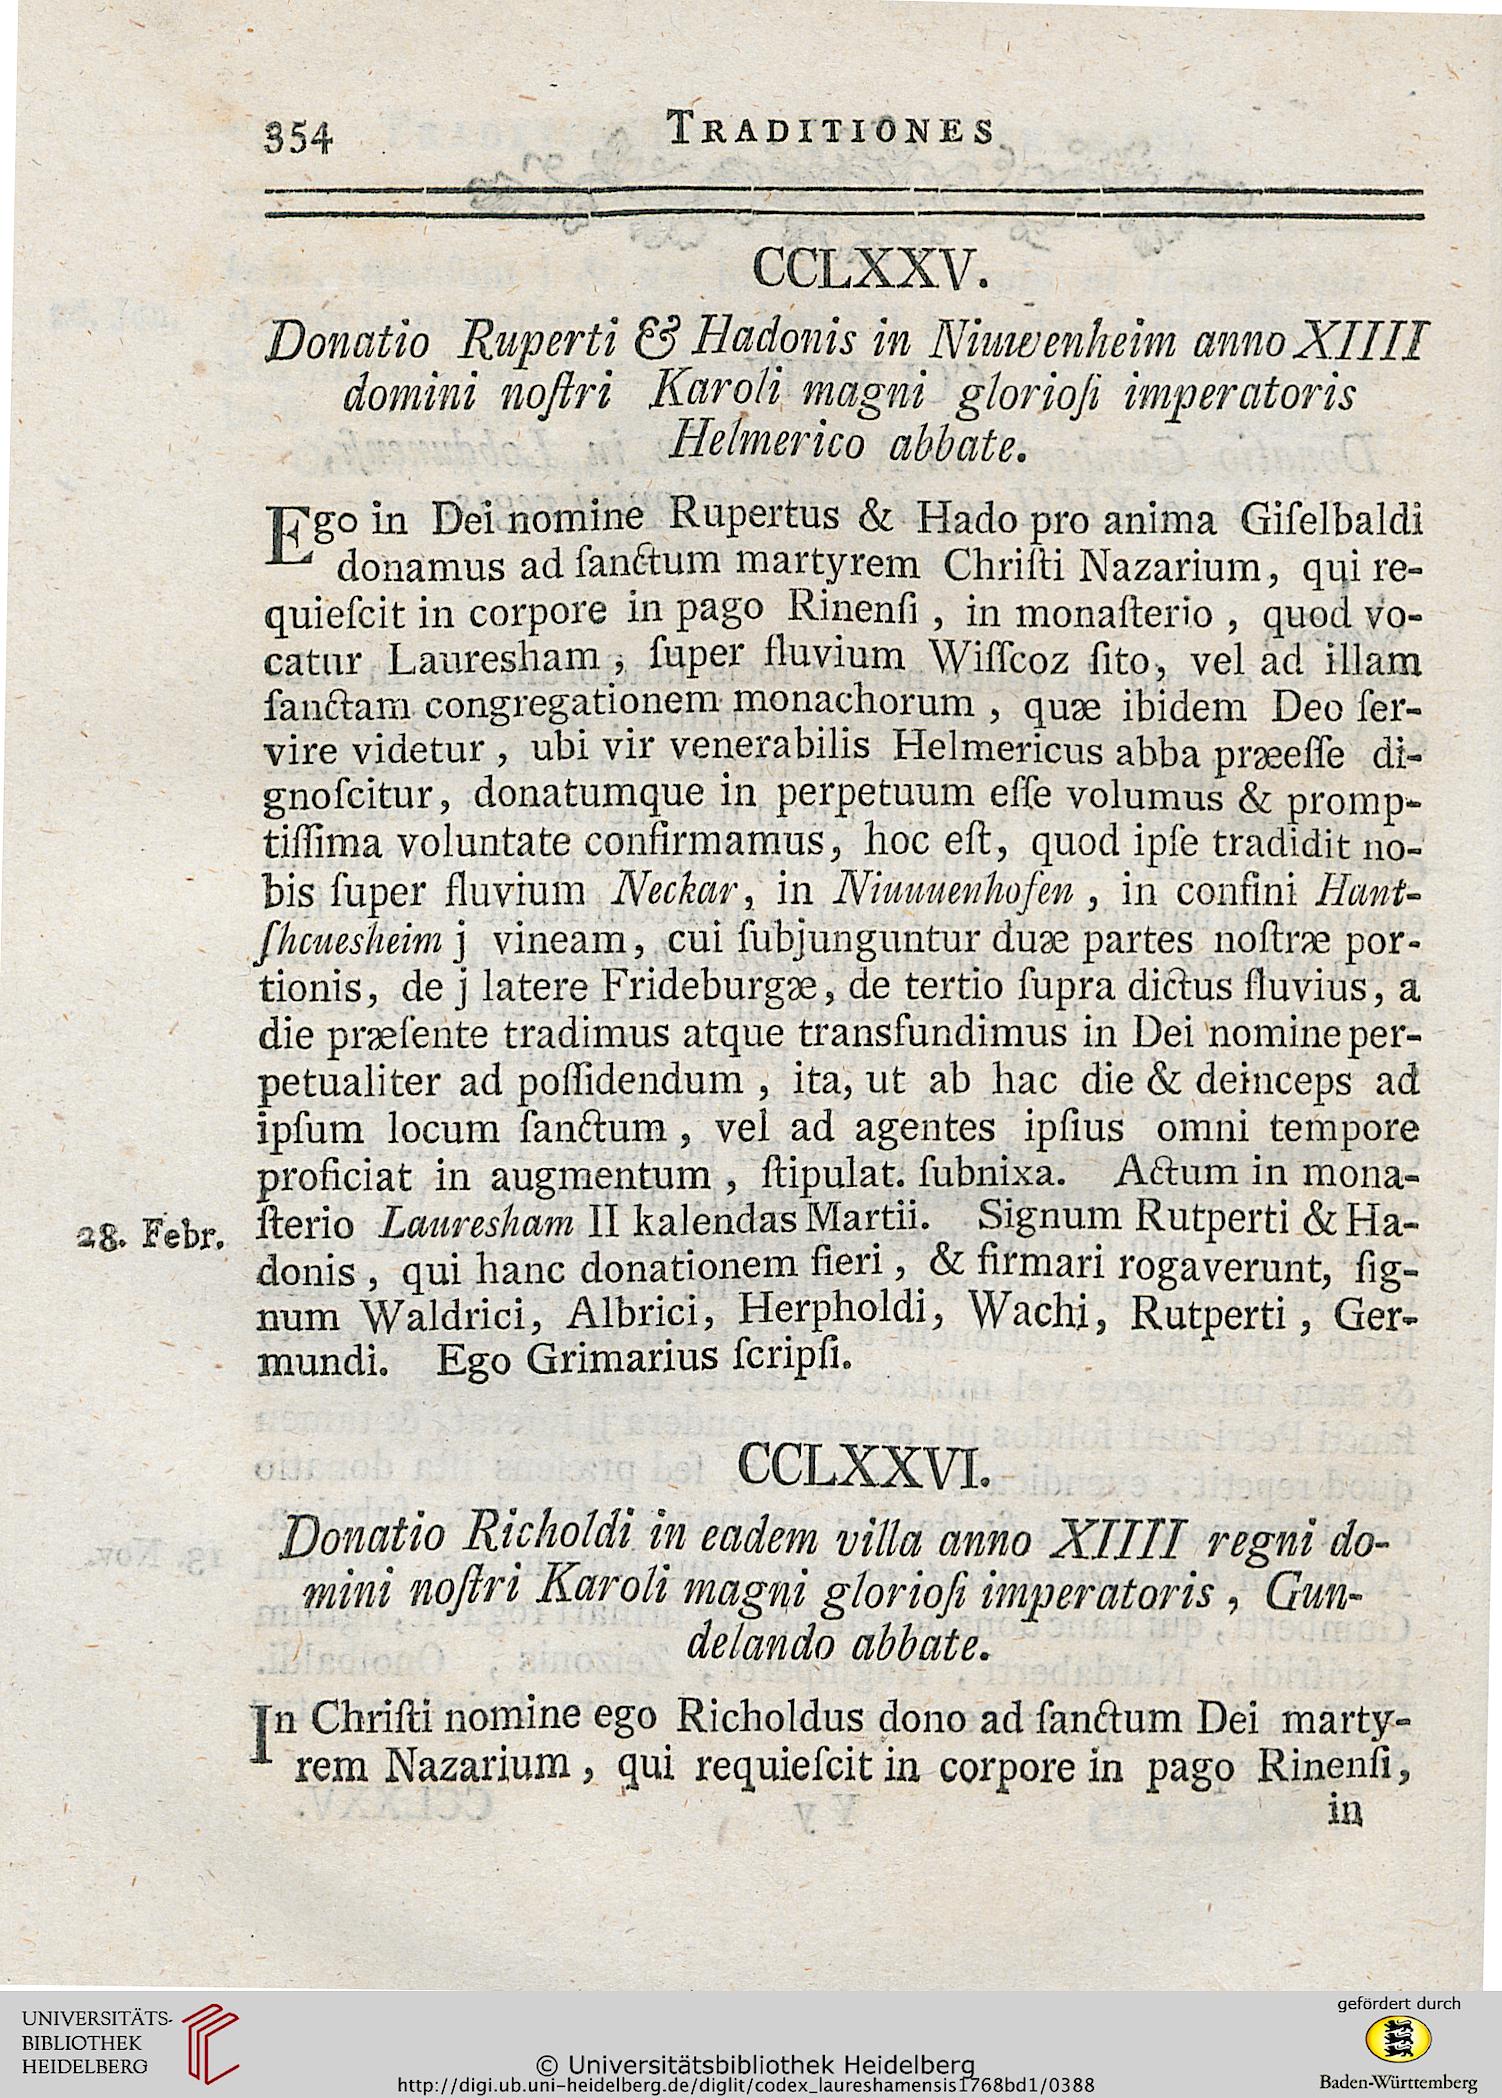 354 TRADITIONES
CCLXXV.
Donatio Ruperti & Hadonis in Niuwenheim anno XIIII
domini noſtri Karoli magni glorioſi imperatoris
Helmerico abbate.
Ego in Dei nomine Rupertus & Hado pro anima Giſelbaldi
donamus ad ſanctum martyrem Chriſti Nazarium, qui re-
quieſcit in corpore in pago Rinenſi, in monaſterio, quod vo-
catur Lauresham, ſuper fluvium Wiſſcoz ſito, vel ad illam
ſanctam congregationem monachorum, quæ ibidem Deo ſer-
vire videtur, ubi vir venerabilis Helmericus abba præeſſe di-
gnoſcitur, donatumque in perpetuum eſſe volumus & promp-
tiſſima voluntate confirmamus, hoc eſt, quod ipſe tradidit no-
bis ſuper fluvium Neckar, in Niuuuenhofen, in confini Hant-
ſhcuesheim j vineam, cui ſubjunguntur duæ partes noſtræ por-
tionis, de j latere Frideburgæ, de tertio ſupra dictus fluvius, a
die præſente tradimus atque transfundimus in Dei nomine per-
petualiter ad poſſidendum, ita, ut ab hac die & deinceps ad
ipſum locum ſanctum, vel ad agentes ipſius omni tempore
proficiat in augmentum, ſtipulat. ſubnixa. Actum in mona-
28. Febr. ſterio Lauresham II kalendas Martii. Signum Rutperti & Ha-
donis, qui hanc donationem fieri, & firmari rogaverunt, ſig-
num Waldrici, Albrici, Herpholdi, Wachi, Rutperti, Ger-
mundi. Ego Grimarius ſcripſi.
CCLXXVI.
Donatio Richoldi in eadem villa anno XIIII regni do-
mini noſtri Karoli magni glorioſi imperatoris, Gun-
delando abbate.
In Chriſti nomine ego Richoldus dono ad ſanctum Dei marty-
rem Nazarium, qui requieſcit in corpore in pago Rinenſi,
in
UNIVERSITÄTS-
BIBLIOTHEK
HEIDELBERG
© Universitätsbibliothek Heidelberg
http://digi.ub.uni-heidelberg.de/diglit/codex_laureshamensis1768bd1/0388
gefördert durch
Baden-Württemberg